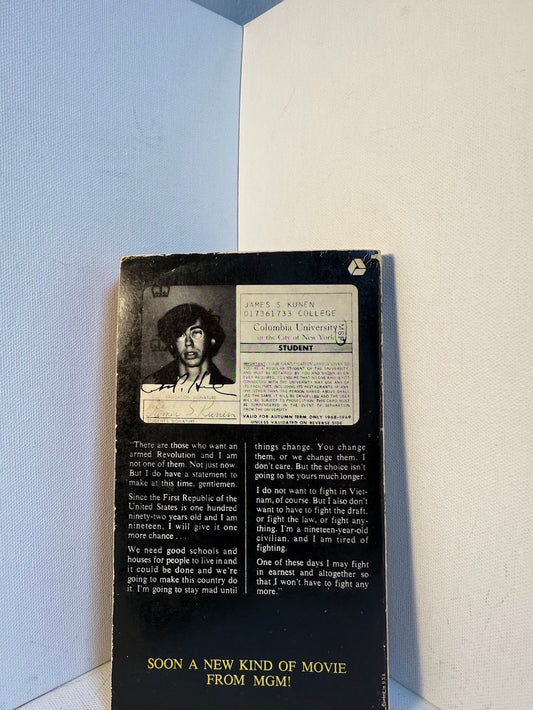 JAMES S KUNEN
017361733 COLLEGE
Columbia University
in the City of New York
MSP
STUDENT
VALID FOR AUTUMN TERM ONLY 1968-1969
UNLESS VALIDATED ON REVERSE SIDE
James S Kunen
"There are those who want an
armed Revolution and I am
not one of them. Not just now.
But I do have a statement to
make at this time, gentlemen.
Since the First Republic of the
United States is one hundred
ninety-two years old and I am
nineteen, I will give it one
more chance . . .
We need good schools and
houses for people to live in and
it could be done and we're
going to make this country do
it. I'm going to stay mad until
things change. You change
them, or we change them. I
don't care. But the choice isn't
going to be yours much longer.
I do not want to fight in Viet-
nam, of course. But I also don't
want to have to fight the draft,
or fight the law, or fight any-
thing. I'm a nineteen-year-old
civilian, and I am tired of
fighting.
One of these days I may fight
in earnest and altogether so
that I won't have to fight any
more."
SOON A NEW KIND OF MOVIE
FROM MGM!